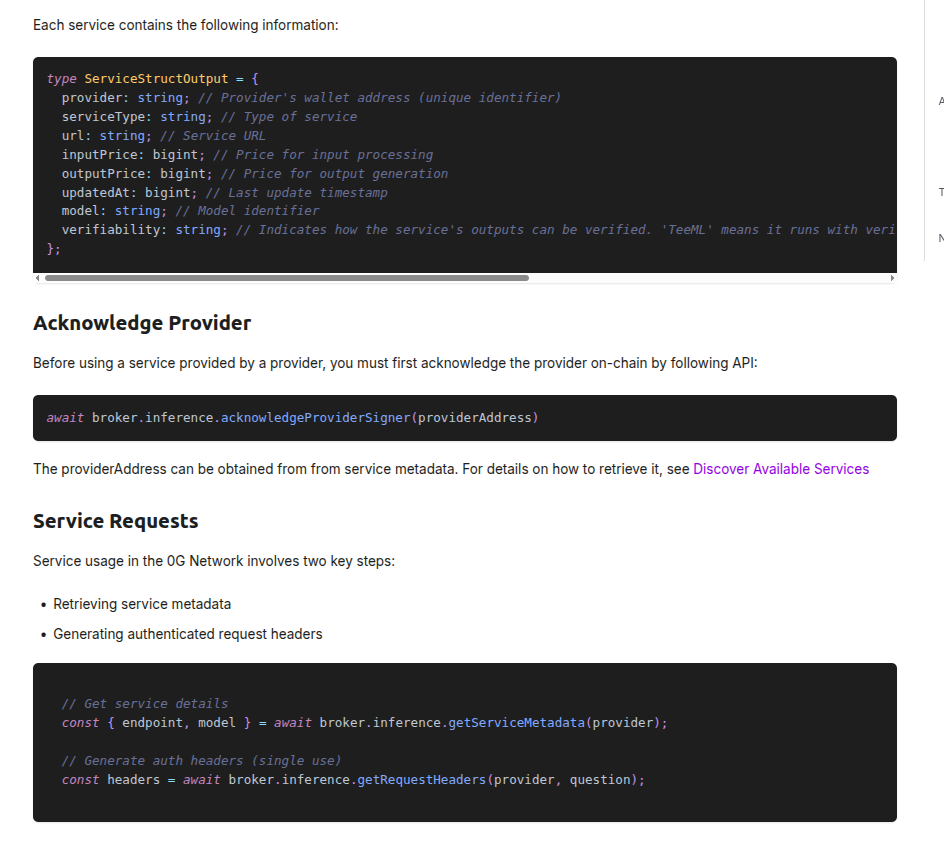 Each service contains the following information:
type ServiceStructOutput = {
  provider: string; // Provider's wallet address (unique identifier)
  serviceType: string; // Type of service
  url: string; // Service URL
  inputPrice: bigint; // Price for input processing
  outputPrice: bigint; // Price for output generation
  updatedAt: bigint; // Last update timestamp
  model: string; // Model identifier
  verifiability: string; // Indicates how the service's outputs can be verified. 'TeeML' means it runs with veri
};
Acknowledge Provider
Before using a service provided by a provider, you must first acknowledge the provider on-chain by following API:
await broker.inference.acknowledgeProviderSigner(providerAddress)
The providerAddress can be obtained from from service metadata. For details on how to retrieve it, see Discover Available Services
Service Requests
Service usage in the 0G Network involves two key steps:
• Retrieving service metadata
• Generating authenticated request headers
// Get service details
const { endpoint, model } = await broker.inference.getServiceMetadata(provider);
// Generate auth headers (single use)
const headers = await broker.inference.getRequestHeaders(provider, question);